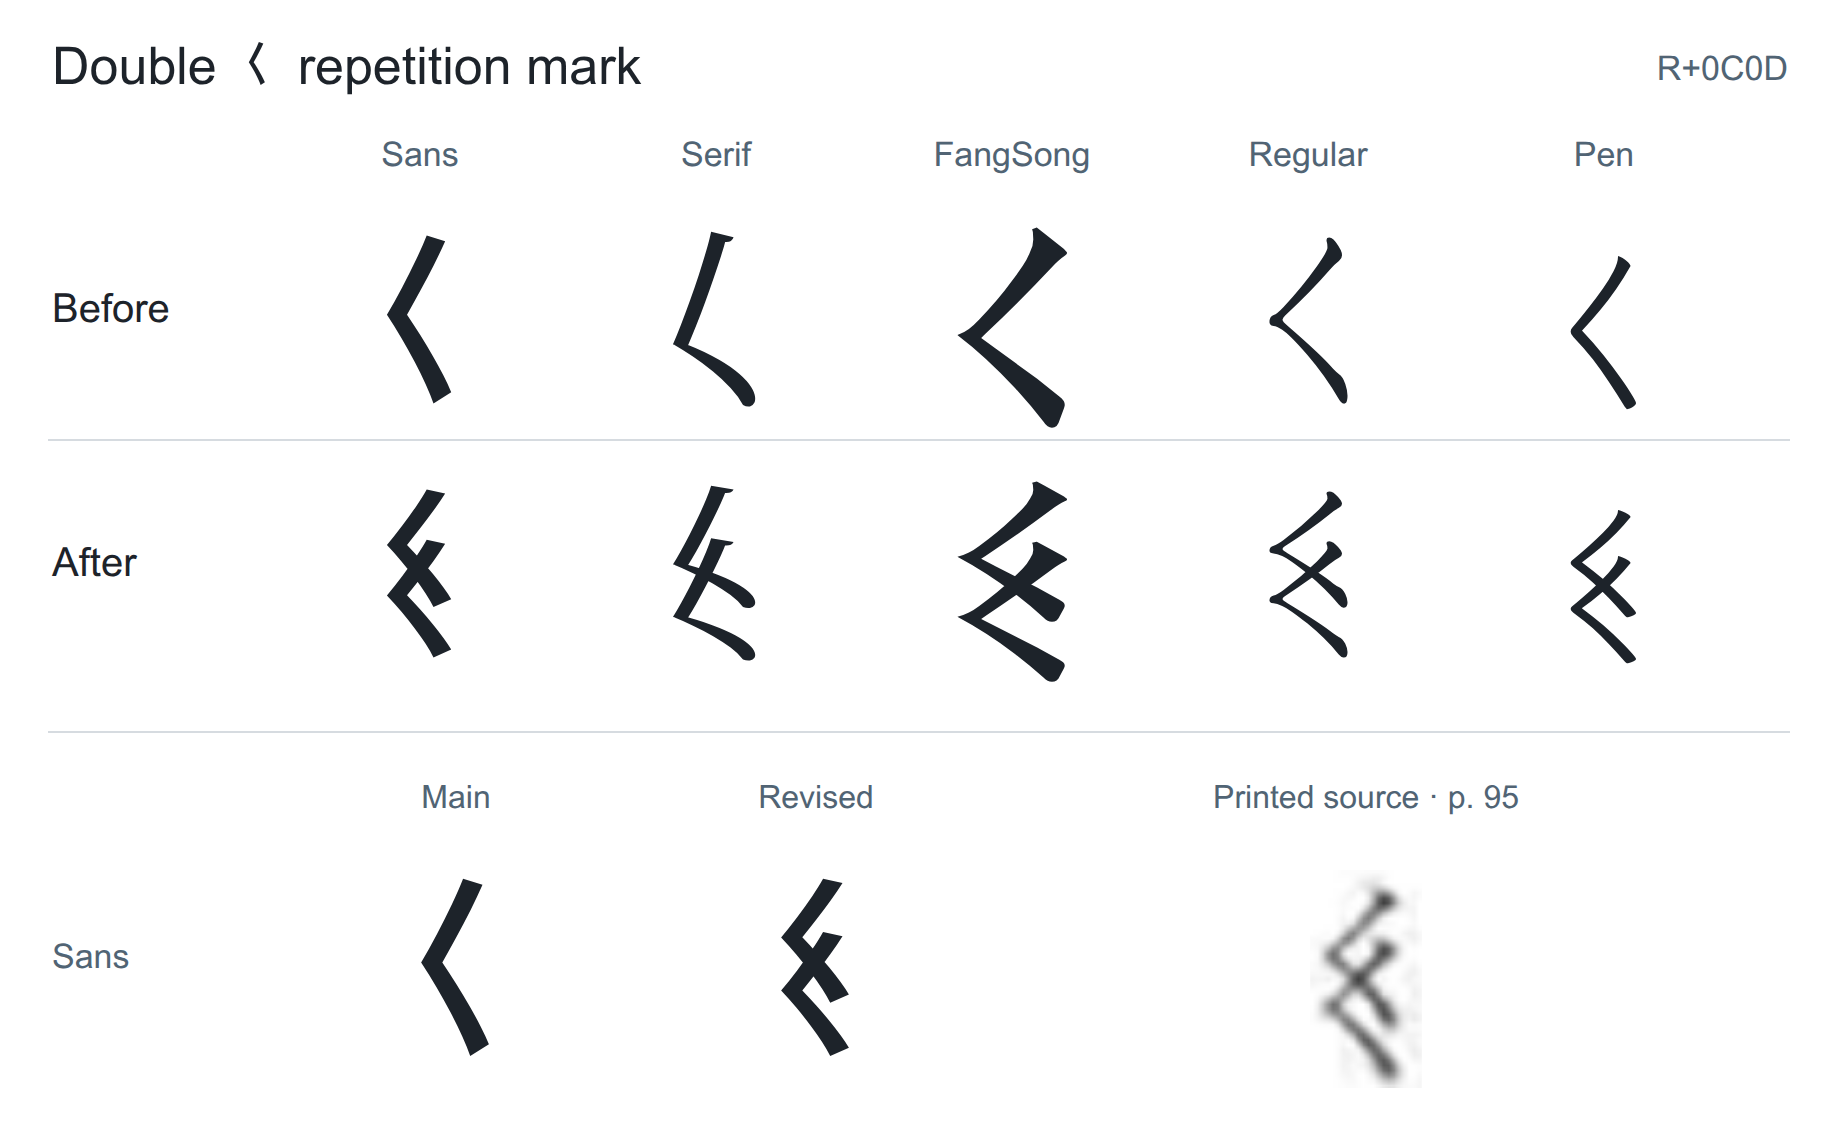 Double 〈 repetition mark R+0C0D
Sans Serif FangSong Regular Pen
Before 〈 〈 〈 〈 〈
After
Main Revised Printed source · p. 95
Sans 〈